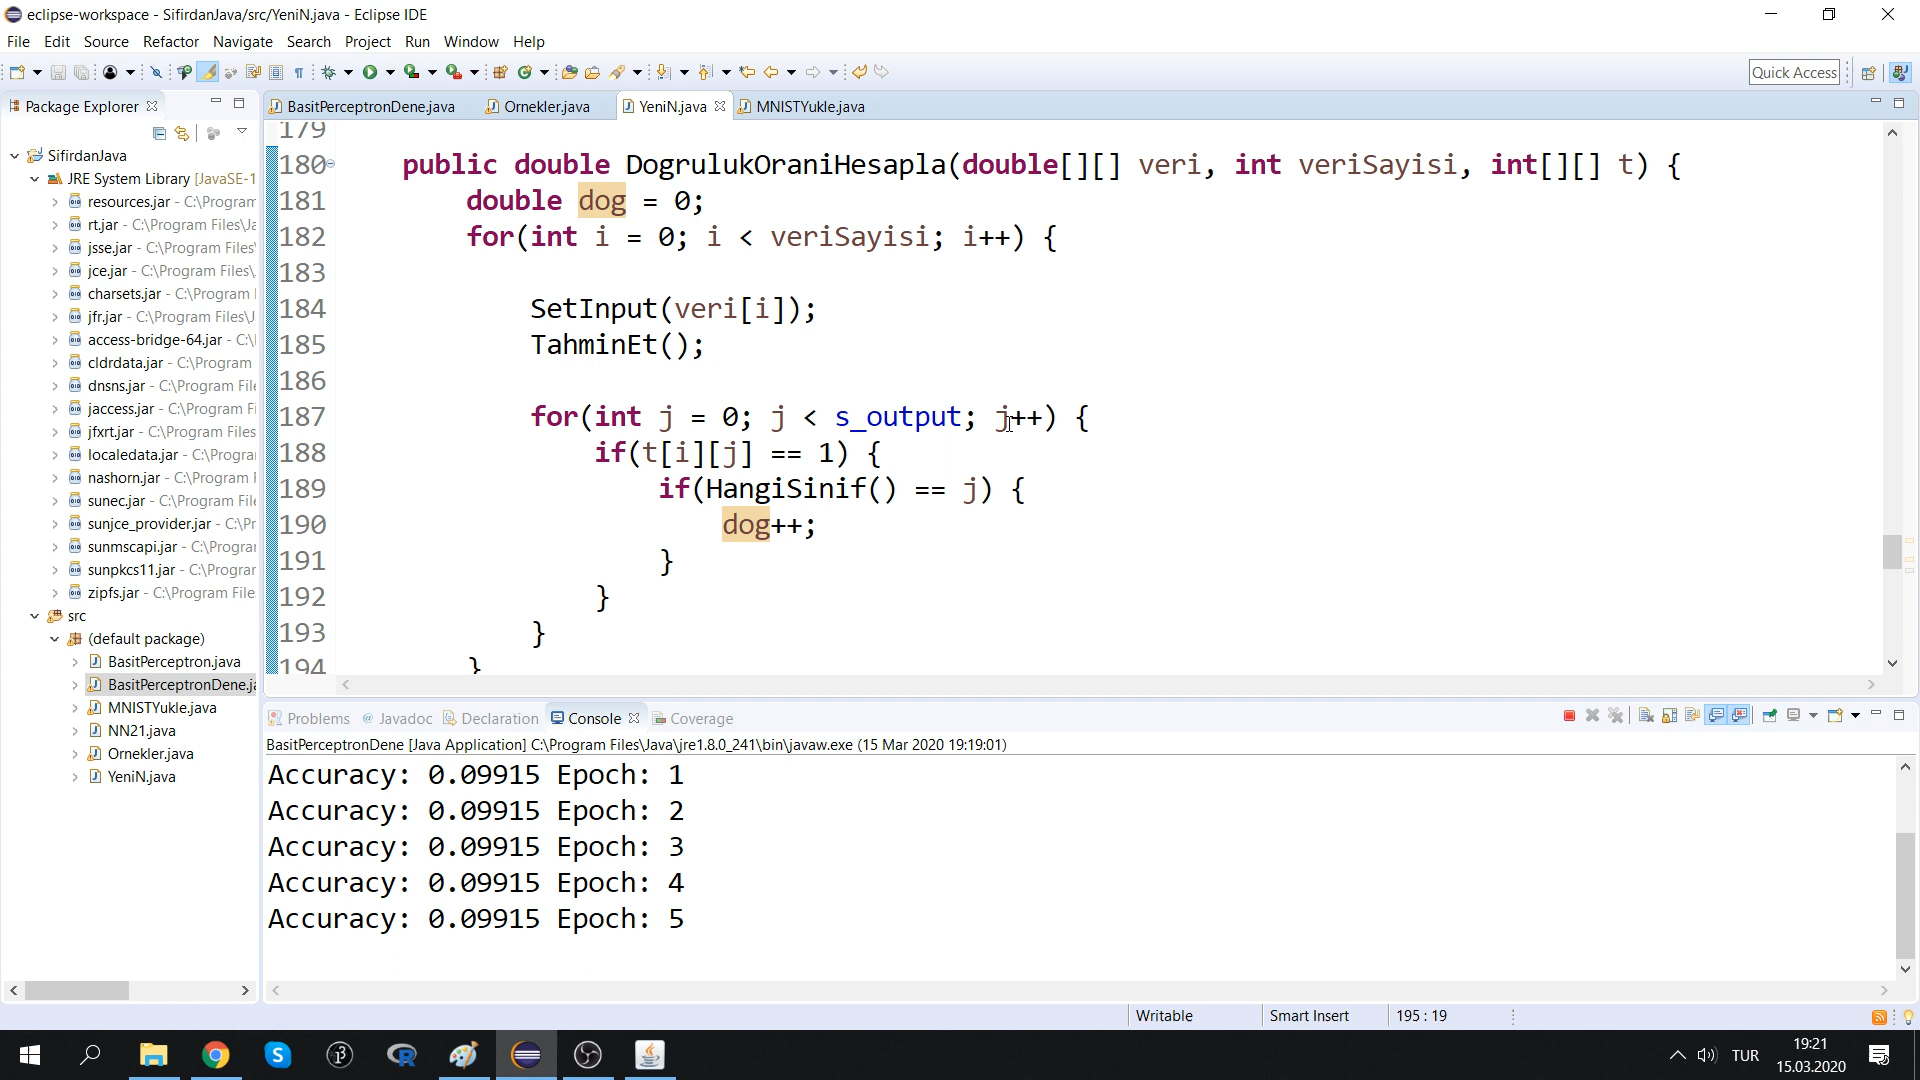 eclipse-workspace - SifirdanJava/src/YeniN.java - Eclipse IDE
File Edit Source Refactor Navigate Search Project Run Window Help
Quick Access
Package Explorer
BasitPerceptronDene.java Ornekler.java YeniN.java MNISTYukle.java
SifirdanJava
JRE System Library [JavaSE-1
resources.jar - C:\Program
rt.jar - C:\Program Files\Ja
jsse.jar - C:\Program Files\
jce.jar - C:\Program Files\
charsets.jar - C:\Program
jfr.jar - C:\Program Files\J
access-bridge-64.jar - C:\
cldrdata.jar - C:\Program
dnsns.jar - C:\Program File
jaccess.jar - C:\Program
jfxrt.jar - C:\Program Files
localedata.jar - C:\Program
nashorn.jar - C:\Program
sunec.jar - C:\Program File
sunjce_provider.jar - C:\Pr
sunmscapi.jar - C:\Progra
sunpkcs11.jar - C:\Prograr
zipfs.jar - C:\Program File
src
(default package)
BasitPerceptron.java
BasitPerceptronDene.ja
MNISTYukle.java
NN21.java
Ornekler.java
YeniN.java
179
180 public double DogrulukOraniHesapla(double[][] veri, int veriSayisi, int[][] t) {
181 double dog = 0;
182 for(int i = 0; i < veriSayisi; i++) {
183
184 SetInput(veri[i]);
185 TahminEt();
186
187 for(int j = 0; j < s_output; j++) {
188 if(t[i][j] == 1) {
189 if(HangiSinif() == j) {
190 dog++;
191 }
192 }
193 }
194 }
Problems Javadoc Declaration Console Coverage
BasitPerceptronDene [Java Application] C:\Program Files\Java\jre1.8.0_241\bin\javaw.exe (15 Mar 2020 19:19:01)
Accuracy: 0.09915 Epoch: 1
Accuracy: 0.09915 Epoch: 2
Accuracy: 0.09915 Epoch: 3
Accuracy: 0.09915 Epoch: 4
Accuracy: 0.09915 Epoch: 5
Writable Smart Insert 195 : 19
TUR
19:21
15.03.2020